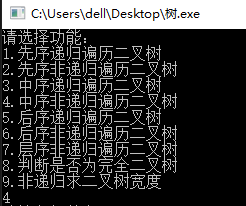 C:\Users\dell\Desktop\树.exe
请选择功能：
1.先序递归遍历二叉树
2.先序非递归遍历二叉树
3.中序递归遍历二叉树
4.中序非递归遍历二叉树
5.后序递归遍历二叉树
6.后序非递归遍历二叉树
7.层序非递归遍历二叉树
8.判断是否为完全二叉树
9.非递归求二叉树宽度
4